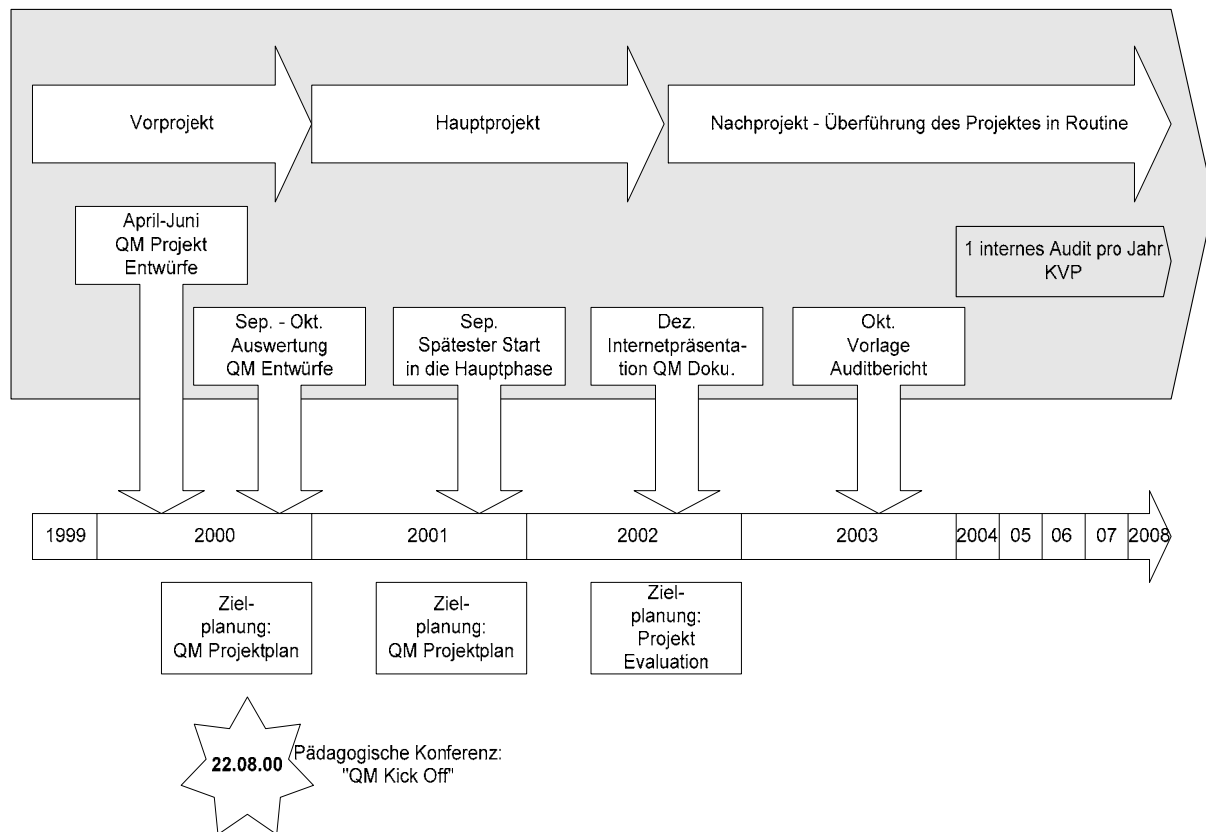 Vorprojekt
Hauptprojekt
Nachprojekt - Überführung des Projektes in Routine
April-Juni
QM Projekt
Entwürfe
1 internes Audit pro Jahr
KVP
Sep. - Okt.
Auswertung
QM Entwürfe
Sep.
Spätester Start
in die Hauptphase
Dez.
Internetpräsenta-
tion QM Doku.
Okt.
Vorlage
Auditbericht
1999
2000
2001
2002
2003
2004
05
06
07
2008
Ziel-
planung:
QM Projektplan
Ziel-
planung:
QM Projektplan
Ziel-
planung:
Projekt
Evaluation
22.08.00
Pädagogische Konferenz:
"QM Kick Off"